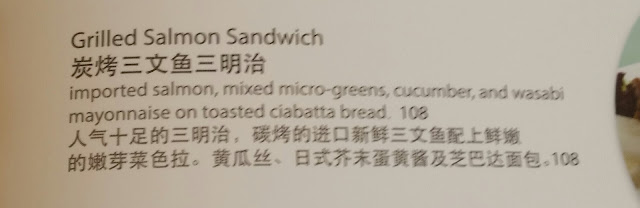 Grilled Salmon Sandwich
炭烤三文鱼三明治
imported salmon, mixed micro-greens, cucumber, and wasabi
mayonnaise on toasted ciabatta bread. 108
人气十足的三明治，碳烤的进口新鲜三文鱼配上鲜嫩
的嫩芽菜色拉。黄瓜丝、日式芥末蛋黄酱及芝巴达面包。108